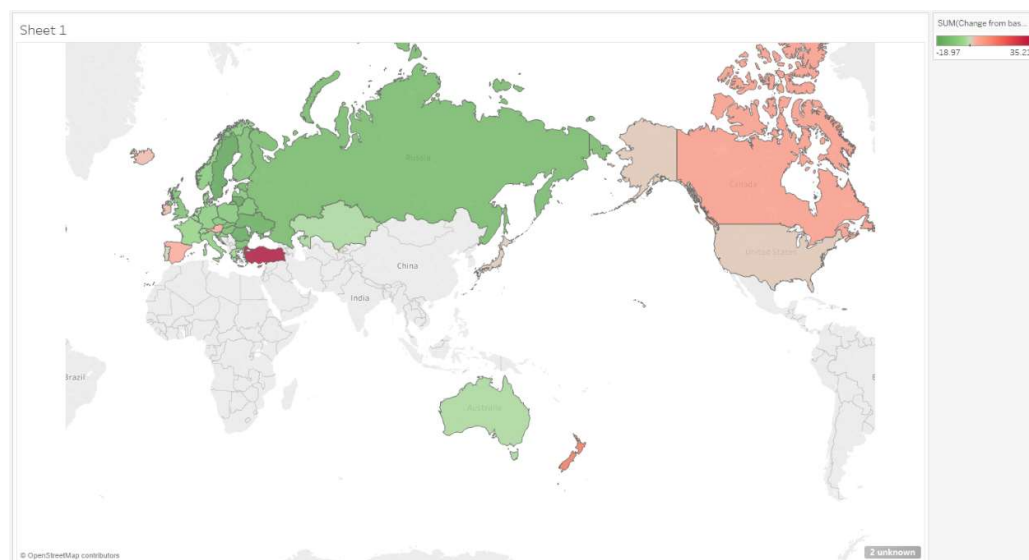 Sheet 1
SUM(Change from bas...
-18.97
35.21
Russia
Canada
United States
China
India
Brazil
Australia
© OpenStreetMap contributors
2 unknown